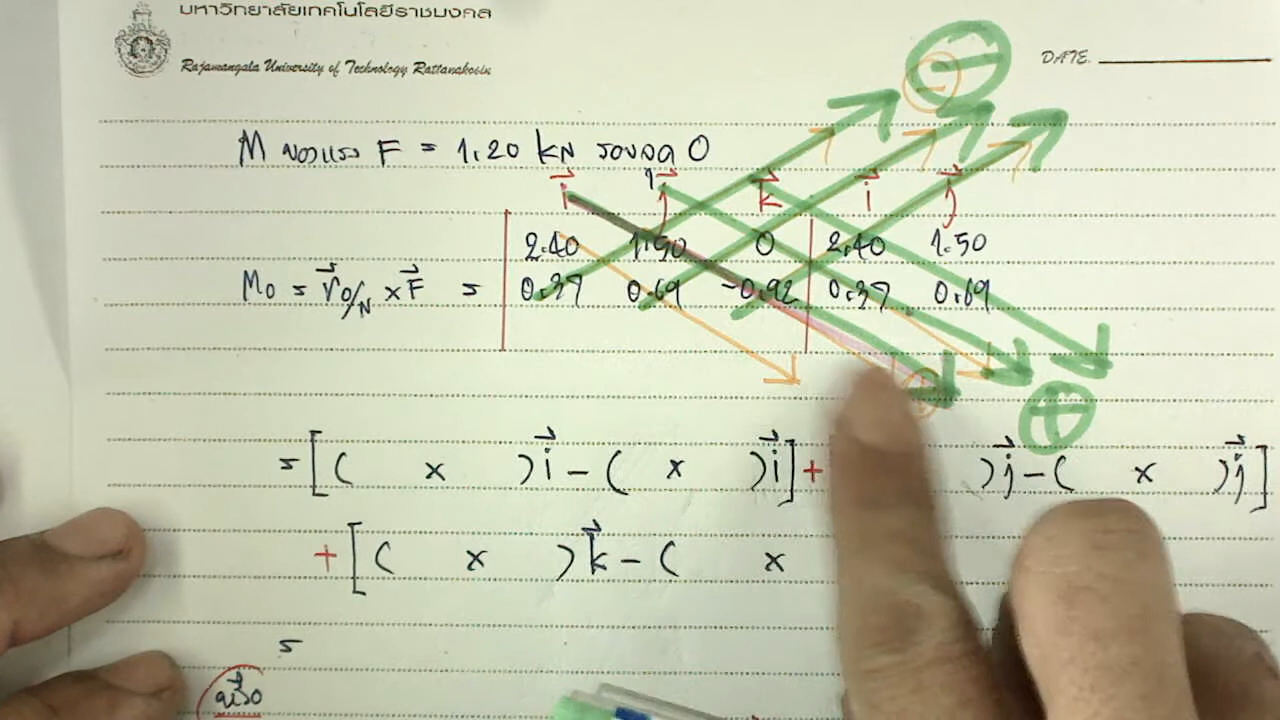 มหาวิทยาลัยเทคโนโลยีราชมงคล
Rajamangala University of Technology Rattanakosin
DATE.
M ของแรง F = 1.20 kN รอบจุด O
i j k i j
2.40 1.50 0 2.40 1.50
M₀ = r⃗O/N × F⃗ = 0.37 0.69 -0.92 0.37 0.69
= [( × )i⃗ - ( × )i⃗] + )j⃗ - ( × )j⃗]
+ [( × )k⃗ - ( ×
=